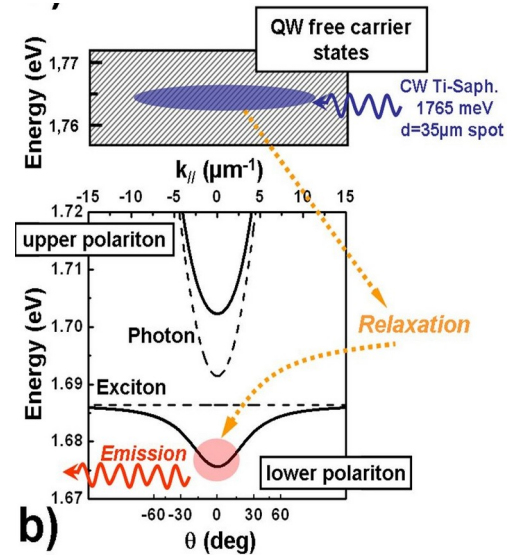 QW free carrier
states
1,77
1,76
Energy (eV)
CW Ti-Saph.
1765 meV
d=35µm spot
k// (µm-1)
-15 -10 -5 0 5 10 15
1.72
1.71
1.70
1.69
1.68
1.67
Energy (eV)
upper polariton
Photon
Relaxation
Exciton
Emission
lower polariton
-60 -30 0 30 60
θ (deg)
b)